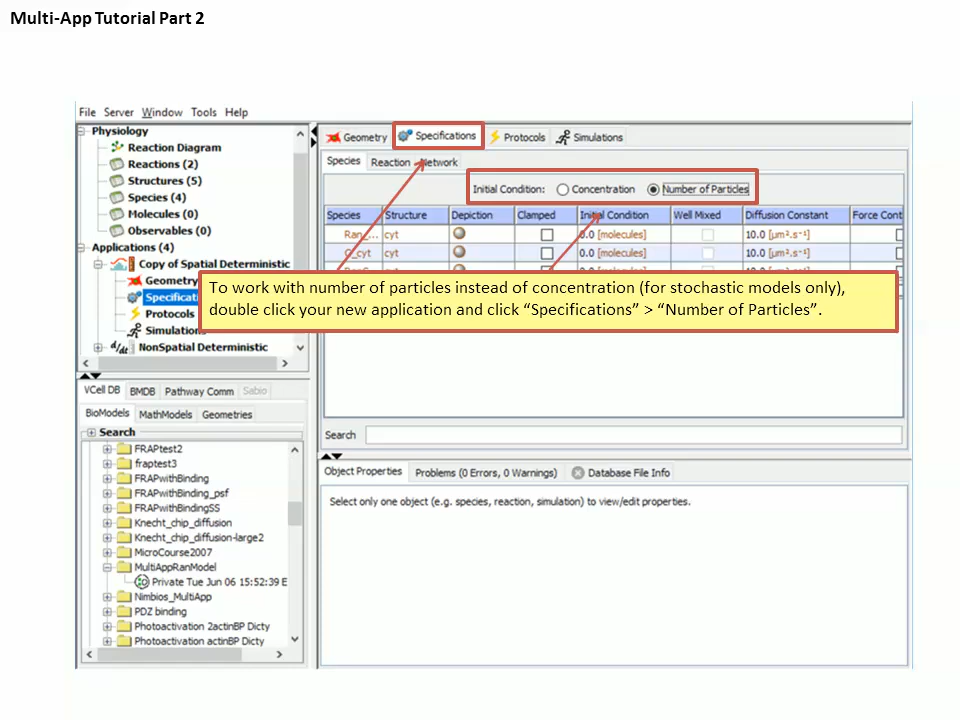 Multi-App Tutorial Part 2
File Server Window Tools Help
Physiology
Reaction Diagram
Reactions (2)
Structures (5)
Species (4)
Molecules (0)
Observables (0)
Applications (4)
Copy of Spatial Deterministic
Geometry
Specificati
Protocols
Simulation
d/dt NonSpatial Deterministic
Geometry Specifications Protocols Simulations
Species Reaction Network
Initial Condition: Concentration Number of Particles
Species Structure Depiction Clamped Initial Condition Well Mixed Diffusion Constant Force Cont
Ran_... cyt 0.0 [molecules] 10.0 [µm².s⁻¹]
C_cyt cyt 0.0 [molecules] 10.0 [µm².s⁻¹]
To work with number of particles instead of concentration (for stochastic models only),
double click your new application and click “Specifications” > “Number of Particles”.
Search
VCell DB BMDB Pathway Comm Sabio
BioModels MathModels Geometries
Search
FRAPtest2
fraptest3
FRAPwithBinding
FRAPwithBinding_psf
FRAPwithBindingSS
Knecht_chip_diffusion
Knecht_chip_diffusion-large2
MicroCourse2007
MultiAppRanModel
Private Tue Jun 06 15:52:39 E
Nimbios_MultiApp
PDZ binding
Photoactivation 2actinBP Dicty
Photoactivation actinBP Dicty
Object Properties Problems (0 Errors, 0 Warnings) Database File Info
Select only one object (e.g. species, reaction, simulation) to view/edit properties.